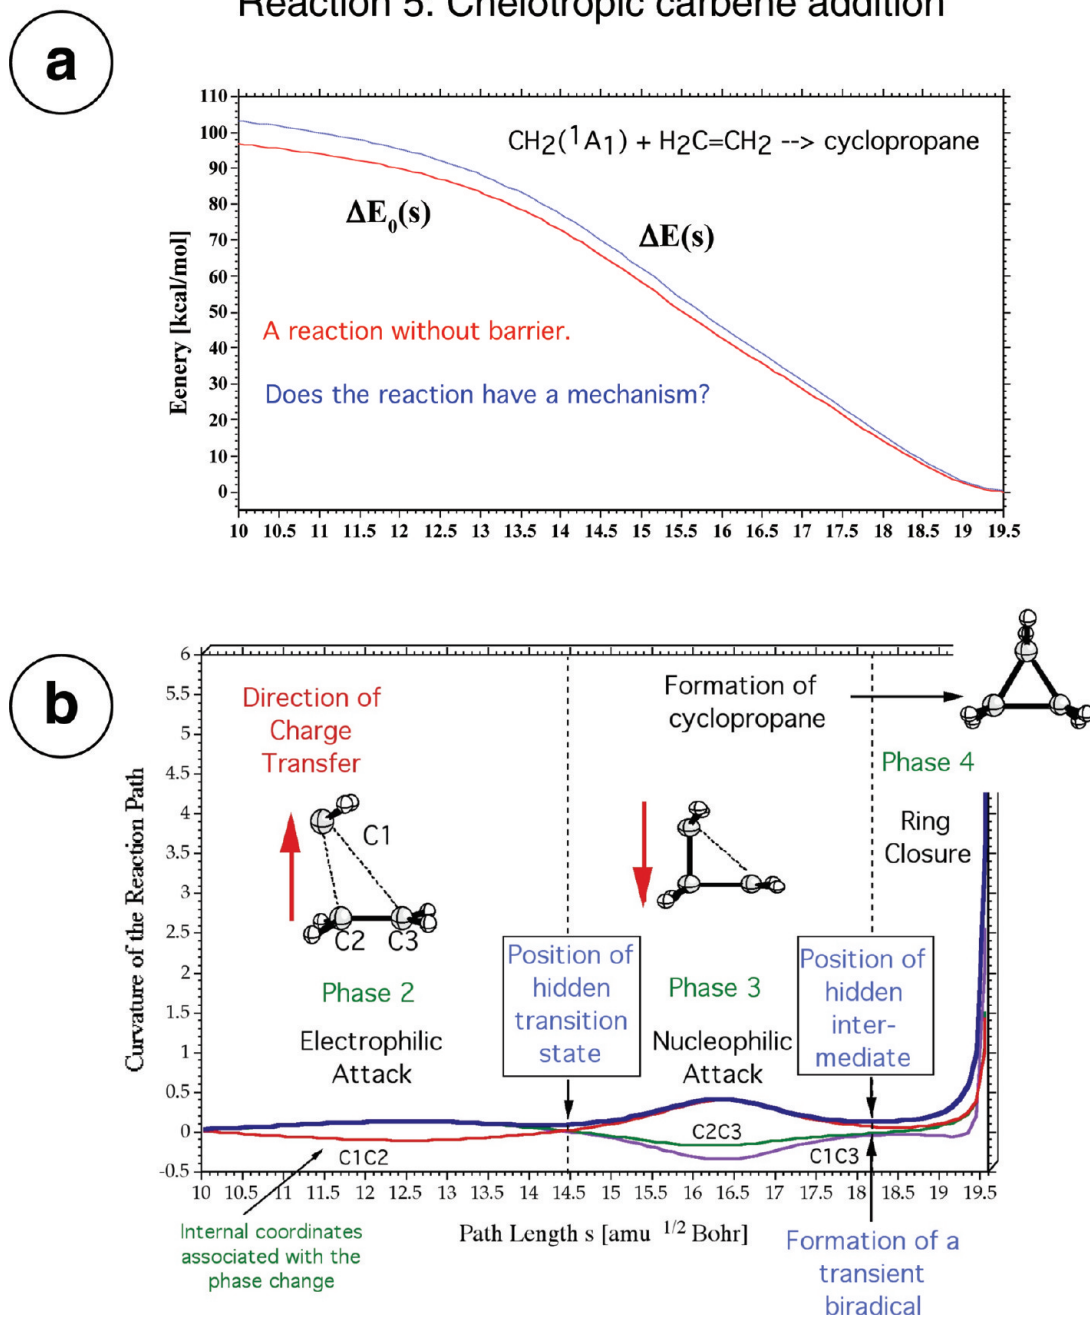 Reaction 5. Chelotropic carbene addition
a
110
100
90
80
70
60
50
40
30
20
10
0
Eenery [kcal/mol]
CH2(1A1) + H2C=CH2 --> cyclopropane
ΔE0(s)
ΔE(s)
A reaction without barrier.
Does the reaction have a mechanism?
10 10.5 11 11.5 12 12.5 13 13.5 14 14.5 15 15.5 16 16.5 17 17.5 18 18.5 19 19.5
b
6
5.5
5
4.5
4
3.5
3
2.5
2
1.5
1
0.5
0
-0.5
Curvature of the Reaction Path
Direction of
Charge
Transfer
C1
C2 C3
Phase 2
Electrophilic
Attack
Position of
hidden
transition
state
Formation of
cyclopropane
Phase 3
Nucleophilic
Attack
Position of
hidden
inter-
mediate
Phase 4
Ring
Closure
C1C2
C2C3
C1C3
10 10.5 11 11.5 12 12.5 13 13.5 14 14.5 15 15.5 16 16.5 17 17.5 18 18.5 19 19.5
Path Length s [amu 1/2 Bohr]
Internal coordinates
associated with the
phase change
Formation of a
transient
biradical